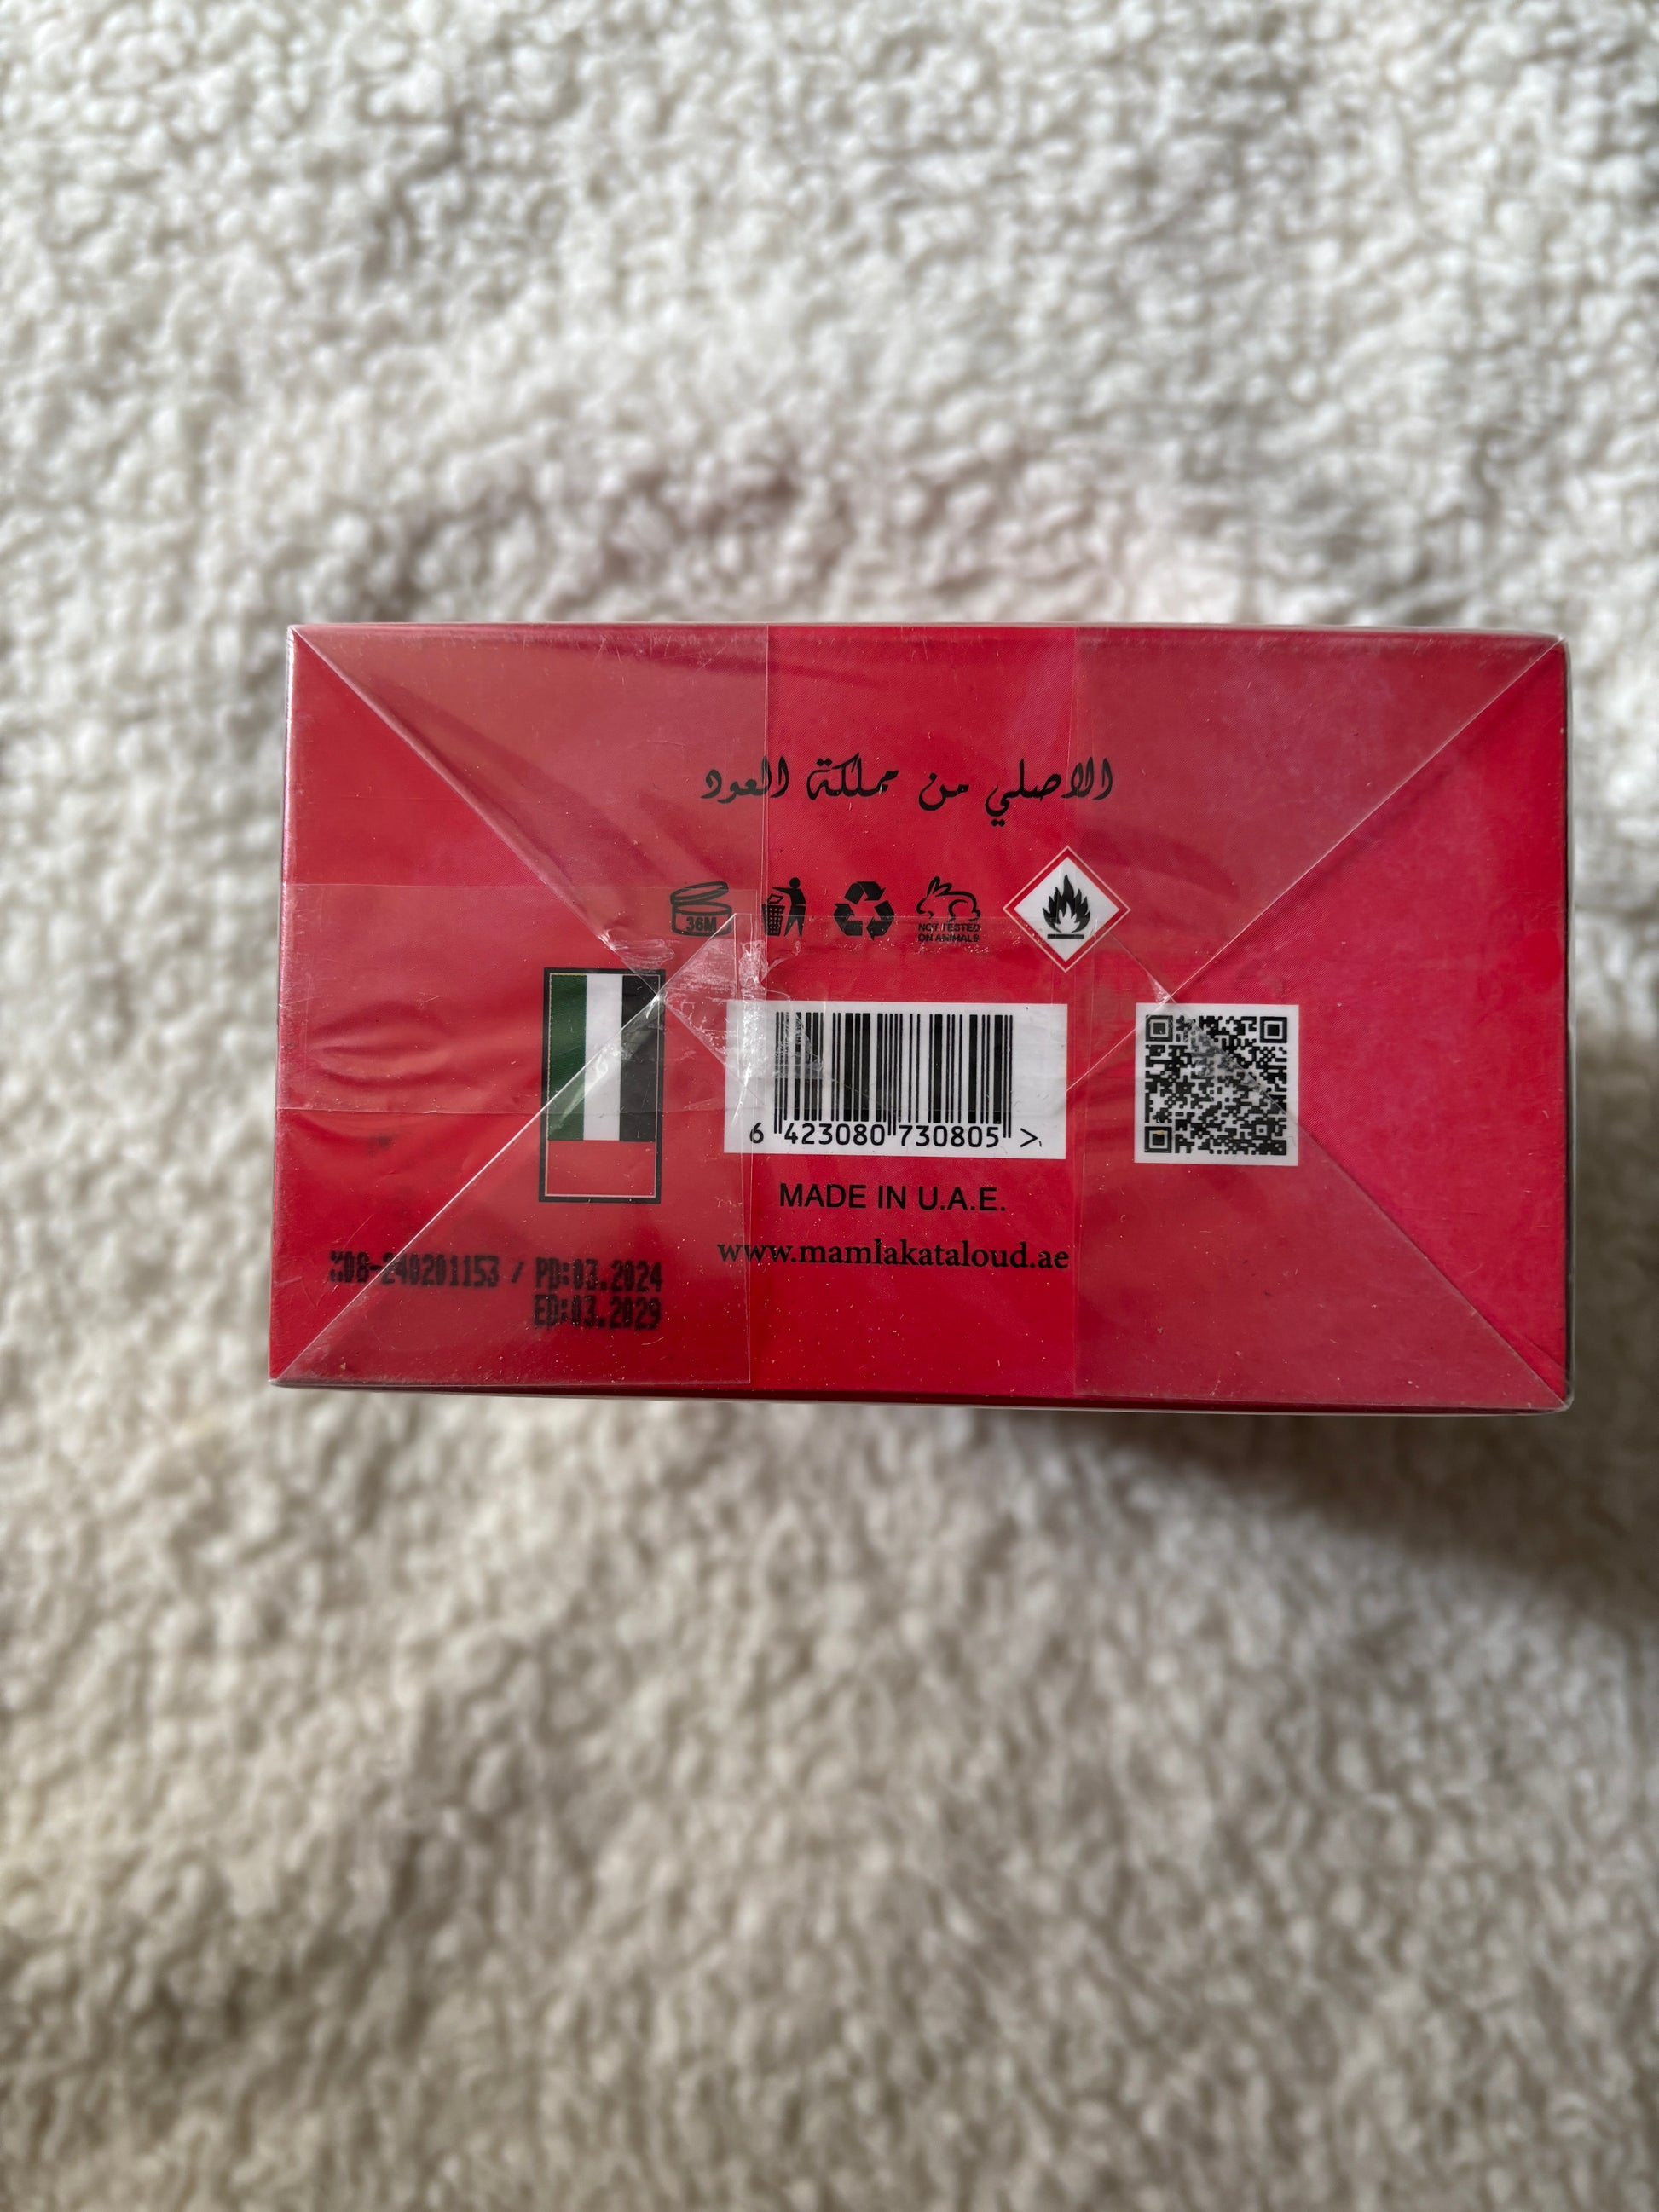 الاصلي من مملكة العود
36M
NOT TESTED
ON ANIMALS
6 423080 730805 >
MADE IN U.A.E.
www.mamlakataloud.ae
PD:03.2024
ED:03.2029